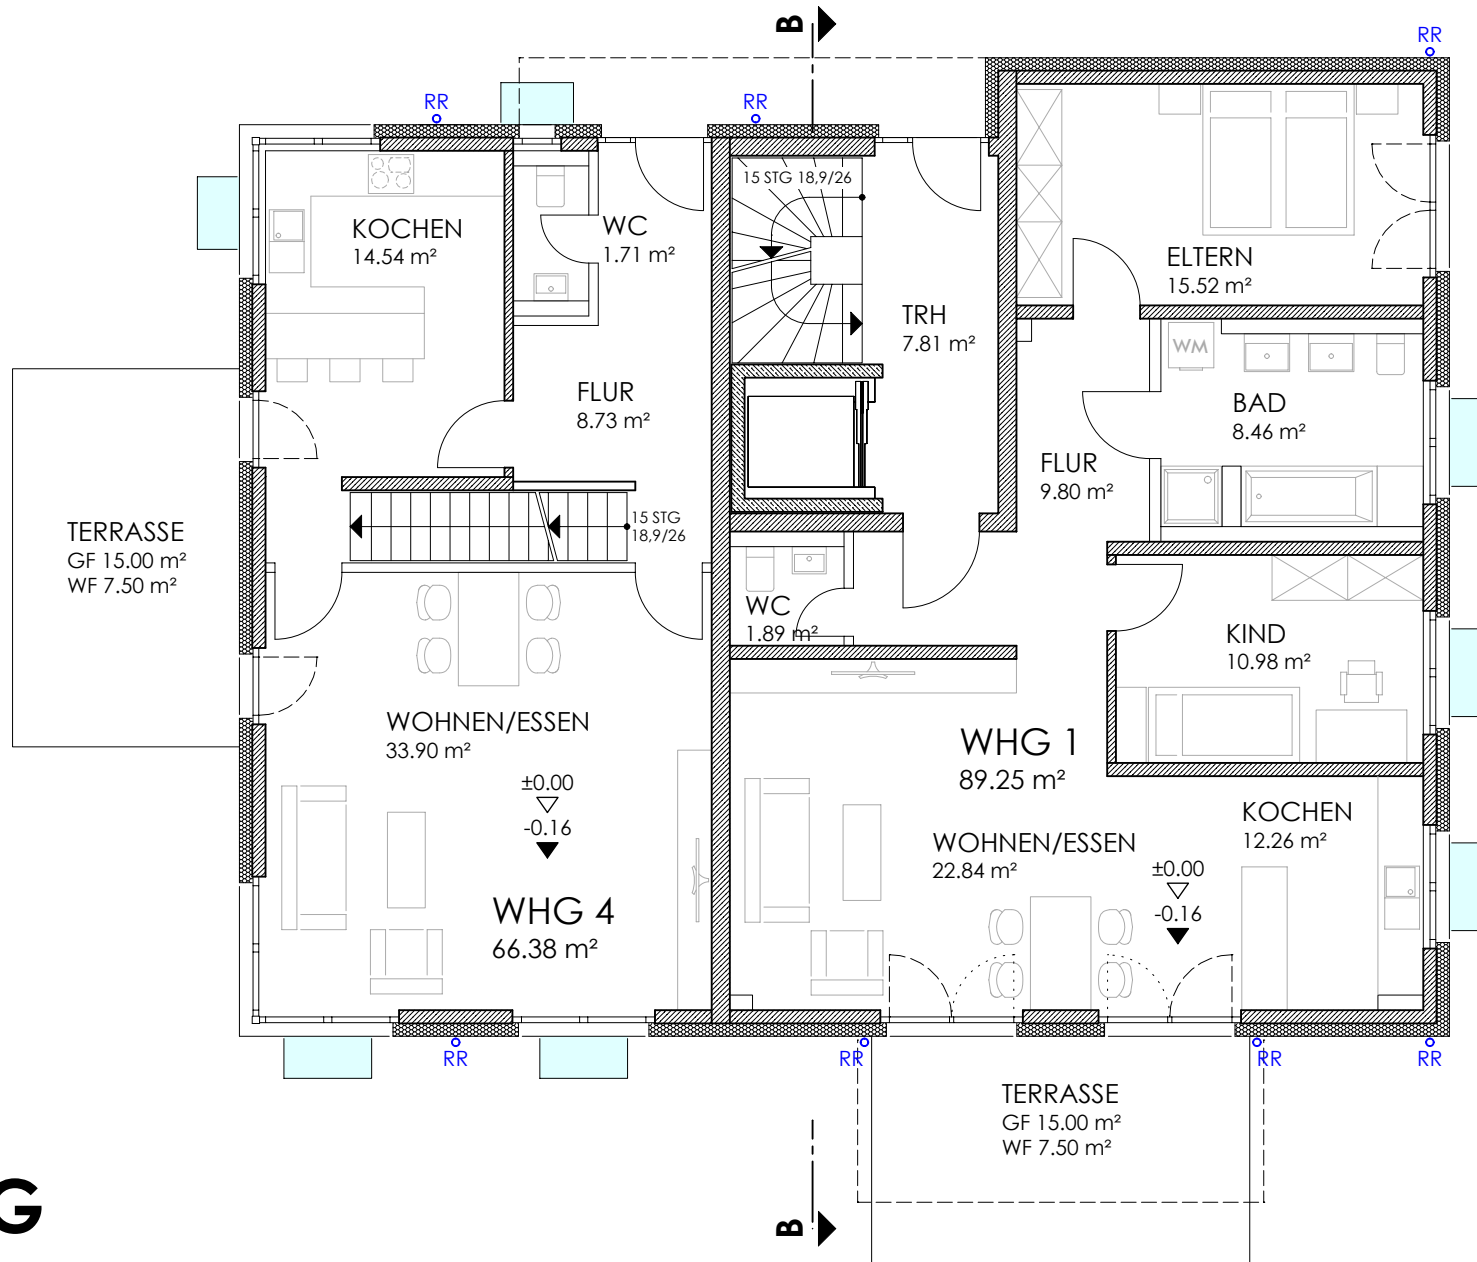 B
RR
RR
RR
15 STG 18,9/26
KOCHEN
14.54 m²
WC
1.71 m²
ELTERN
15.52 m²
TRH
7.81 m²
WM
FLUR
8.73 m²
BAD
8.46 m²
FLUR
9.80 m²
TERRASSE
GF 15.00 m²
WF 7.50 m²
15 STG
18,9/26
WC
1.89 m²
KIND
10.98 m²
WOHNEN/ESSEN
33.90 m²
WHG 1
89.25 m²
±0.00
-0.16
KOCHEN
12.26 m²
WOHNEN/ESSEN
22.84 m²
±0.00
-0.16
WHG 4
66.38 m²
RR
RR
RR
RR
TERRASSE
GF 15.00 m²
WF 7.50 m²
G
B